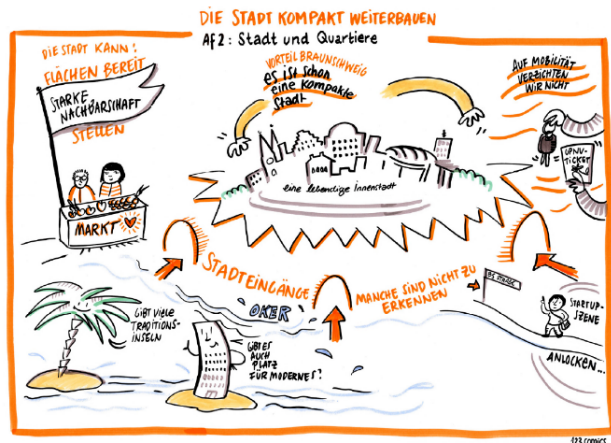 DIE STADT KOMPAKT WEITERBAUEN
AF2: Stadt und Quartiere
DIE STADT KANN:
FLÄCHEN BEREIT
STARKE
NACHBARSCHAFT
STELLEN
MARKT
VORTEIL BRAUNSCHWEIG
es ist schon
eine kompakte
Stadt
eine lebendige Innenstadt
AUF MOBILITÄT
VERZICHTEN
WIR NICHT
=
ÖPNV-
TICKET
STADTEINGÄNGE
MANCHE SIND NICHT ZU
ERKENNEN
OKER
GIBT VIELE
TRADITIONS-
INSELN
GIBT ES
AUCH
PLATZ
FÜR MODERNES?
STARTUP-
SZENE
ANLOCKEN...
123comics